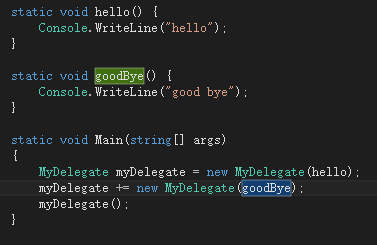 static void hello() {
    Console.WriteLine("hello");
}
static void goodBye() {
    Console.WriteLine("good bye");
}
static void Main(string[] args)
{
    MyDelegate myDelegate = new MyDelegate(hello);
    myDelegate += new MyDelegate(goodBye);
    myDelegate();
}